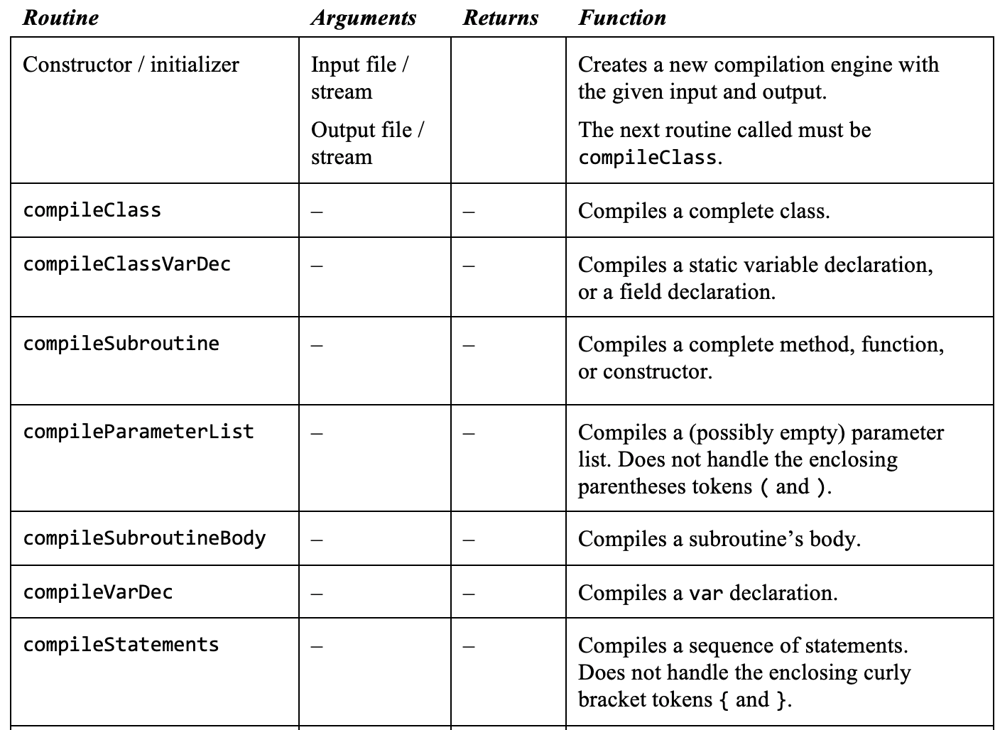 Routine Arguments Returns Function
Constructor / initializer Input file / Creates a new compilation engine with
stream the given input and output.
Output file / The next routine called must be
stream compileClass.
compileClass – – Compiles a complete class.
compileClassVarDec – – Compiles a static variable declaration,
or a field declaration.
compileSubroutine – – Compiles a complete method, function,
or constructor.
compileParameterList – – Compiles a (possibly empty) parameter
list. Does not handle the enclosing
parentheses tokens ( and ).
compileSubroutineBody – – Compiles a subroutine’s body.
compileVarDec – – Compiles a var declaration.
compileStatements – – Compiles a sequence of statements.
Does not handle the enclosing curly
bracket tokens { and }.